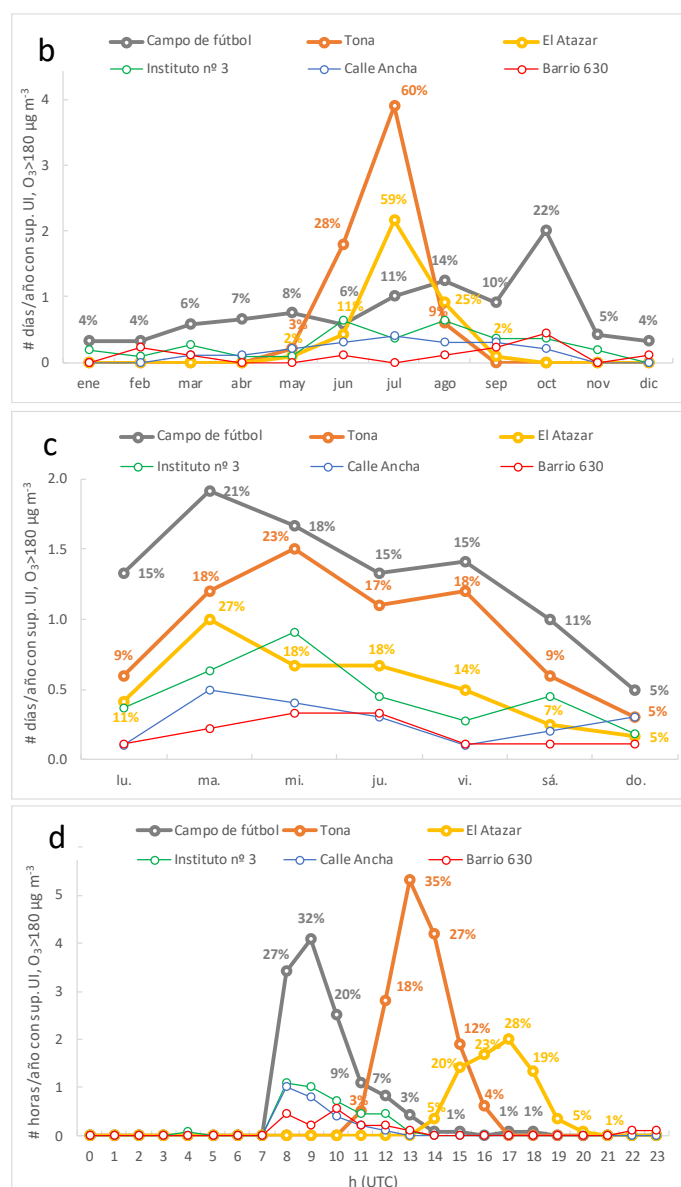 b
Campo de fútbol
Tona
El Atazar
Instituto nº 3
Calle Ancha
Barrio 630
# días/año con sup. UI, O₃>180 µg m⁻³
4
3
2
1
0
60%
59%
28%
22%
14%
11%
10%
8%
7%
6%
6%
4%
4%
3%
11%
9%
25%
2%
2%
5%
4%
ene feb mar abr may jun jul ago sep oct nov dic
c
Campo de fútbol
Tona
El Atazar
Instituto nº 3
Calle Ancha
Barrio 630
# días/año con sup. UI, O₃>180 µg m⁻³
2.0
1.5
1.0
0.5
0.0
21%
18%
15%
15%
15%
23%
18%
17%
18%
11%
9%
27%
18%
18%
14%
9%
5%
11%
7%
5%
5%
lu. ma. mi. ju. vi. sá. do.
d
Campo de fútbol
Tona
El Atazar
Instituto nº 3
Calle Ancha
Barrio 630
# horas/año con sup. UI, O₃>180 µg m⁻³
5
4
3
2
1
0
35%
32%
27%
27%
20%
18%
12%
28%
23%
20%
19%
9%
7%
3%
3%
5%
1%
4%
1%
1%
5%
1%
0 1 2 3 4 5 6 7 8 9 10 11 12 13 14 15 16 17 18 19 20 21 22 23
h (UTC)